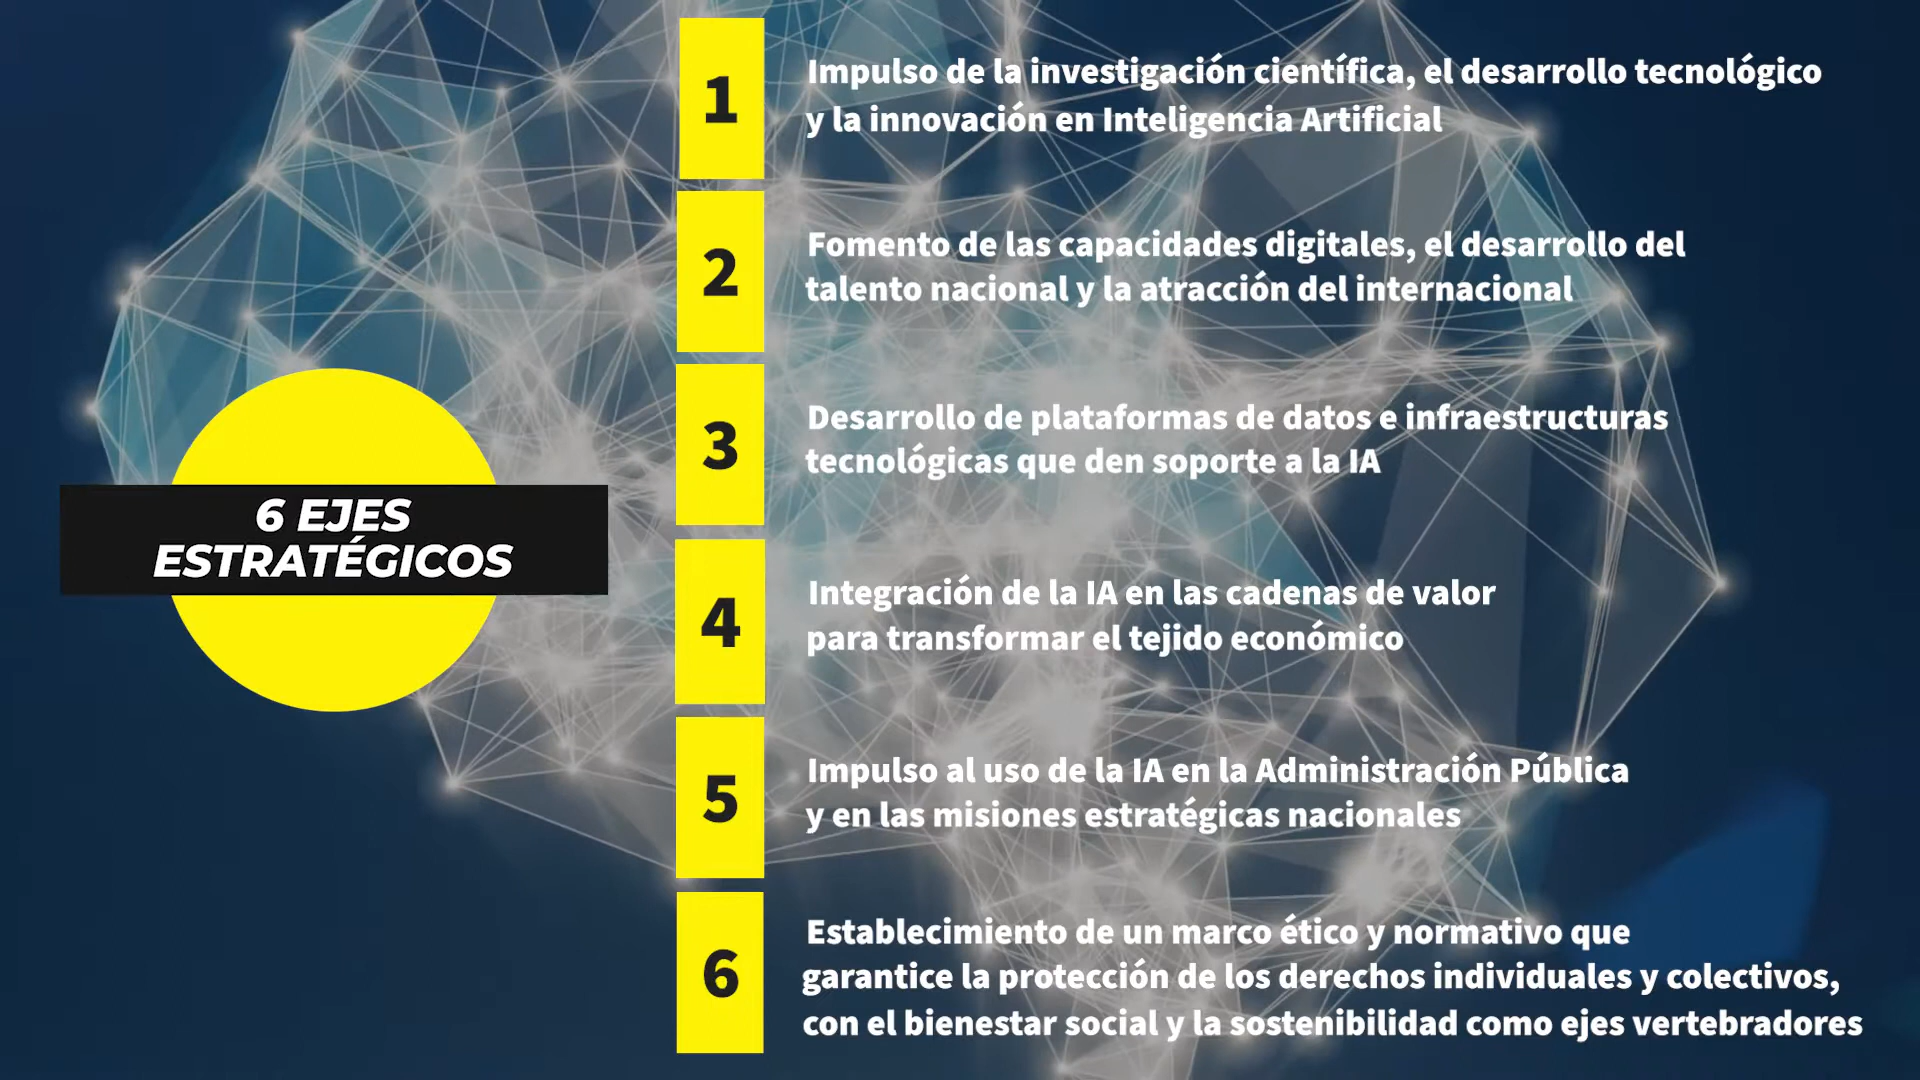 6 EJES
ESTRATÉGICOS
1
Impulso de la investigación científica, el desarrollo tecnológico
y la innovación en Inteligencia Artificial
2
Fomento de las capacidades digitales, el desarrollo del
talento nacional y la atracción del internacional
3
Desarrollo de plataformas de datos e infraestructuras
tecnológicas que den soporte a la IA
4
Integración de la IA en las cadenas de valor
para transformar el tejido económico
5
Impulso al uso de la IA en la Administración Pública
y en las misiones estratégicas nacionales
6
Establecimiento de un marco ético y normativo que
garantice la protección de los derechos individuales y colectivos,
con el bienestar social y la sostenibilidad como ejes vertebradores